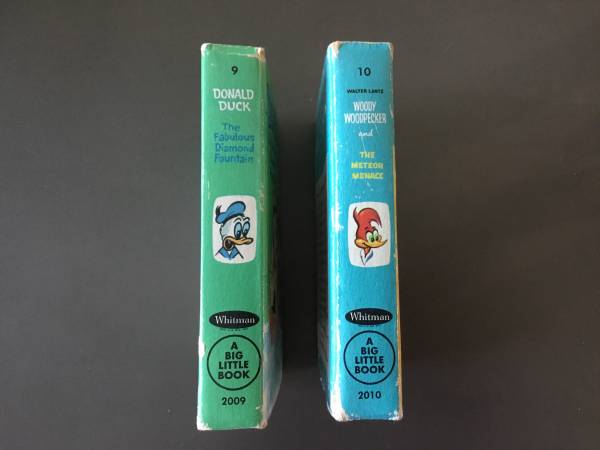 9
DONALD
DUCK
The
Fabulous
Diamond
Fountain
Whitman
A
BIG
LITTLE
BOOK
2009
10
WALTER LANTZ
WOODY
WOODPECKER
and
THE
METEOR
MENACE
Whitman
A
BIG
LITTLE
BOOK
2010